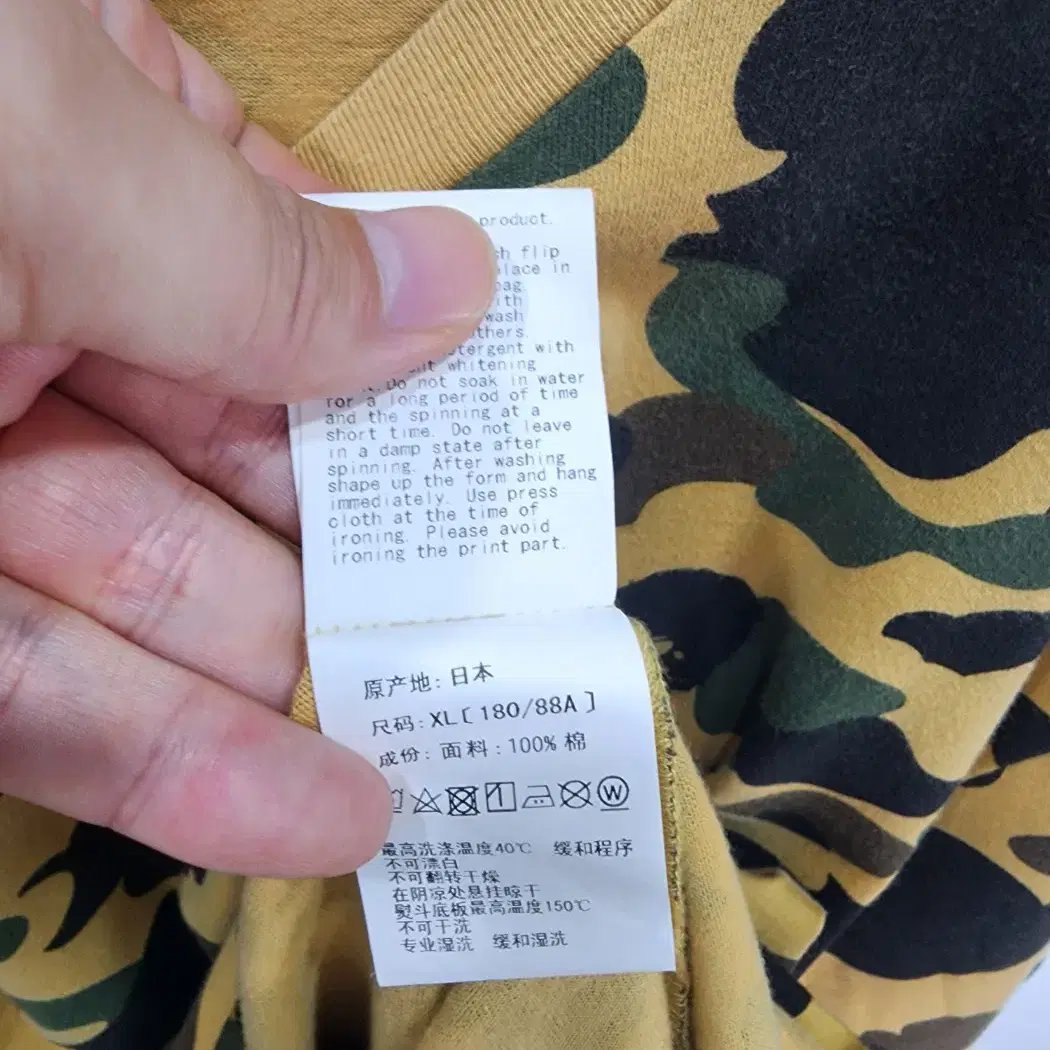 product.
flip
in
wash
with
whitening
Do not soak in water
for a long period of time
and the spinning at a
short time. Do not leave
in a damp state after
spinning. After washing
shape up the form and hang
immediately. Use press
cloth at the time of
ironing. Please avoid
ironing the print part.
原产地:日本
尺码:XL[180/88A]
成份:面料:100%棉
W
最高洗涤温度40℃ 缓和程序
不可漂白
不可翻转干燥
在阴凉处悬挂晾干
熨斗底板最高温度150℃
不可干洗
专业湿洗 缓和湿洗